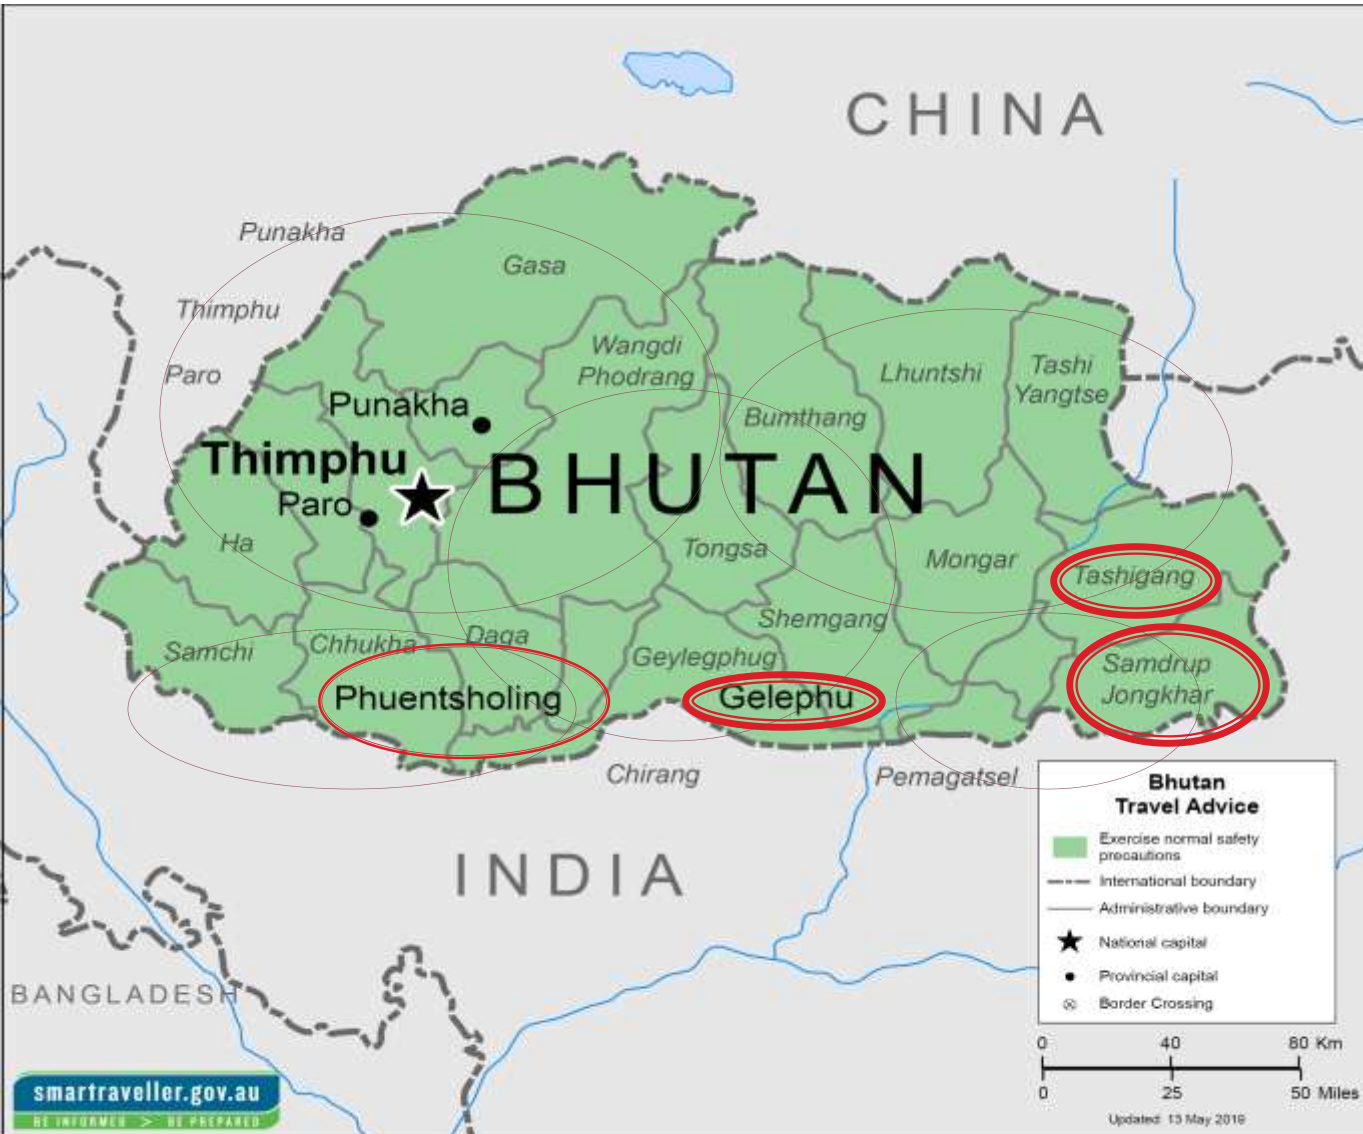 CHINA
Punakha
Gasa
Thimphu
Wangdi
Phodrang
Paro
Lhuntshi
Tashi
Yangtse
Punakha
Bumthang
Thimphu
BHUTAN
Paro
Ha
Tongsa
Mongar
Tashigang
Shemgang
Samchi
Chhukha
Daga
Geylegphug
Samdrup
Jongkhar
Phuentsholing
Gelephu
Chirang
Pemagatsel
INDIA
BANGLADESH
Bhutan
Travel Advice
Exercise normal safety
precautions
International boundary
Administrative boundary
National capital
Provincial capital
Border Crossing
0 40 80 Km
0 25 50 Miles
Updated: 13 May 2019
smartraveller.gov.au
BE INFORMED > BE PREPARED